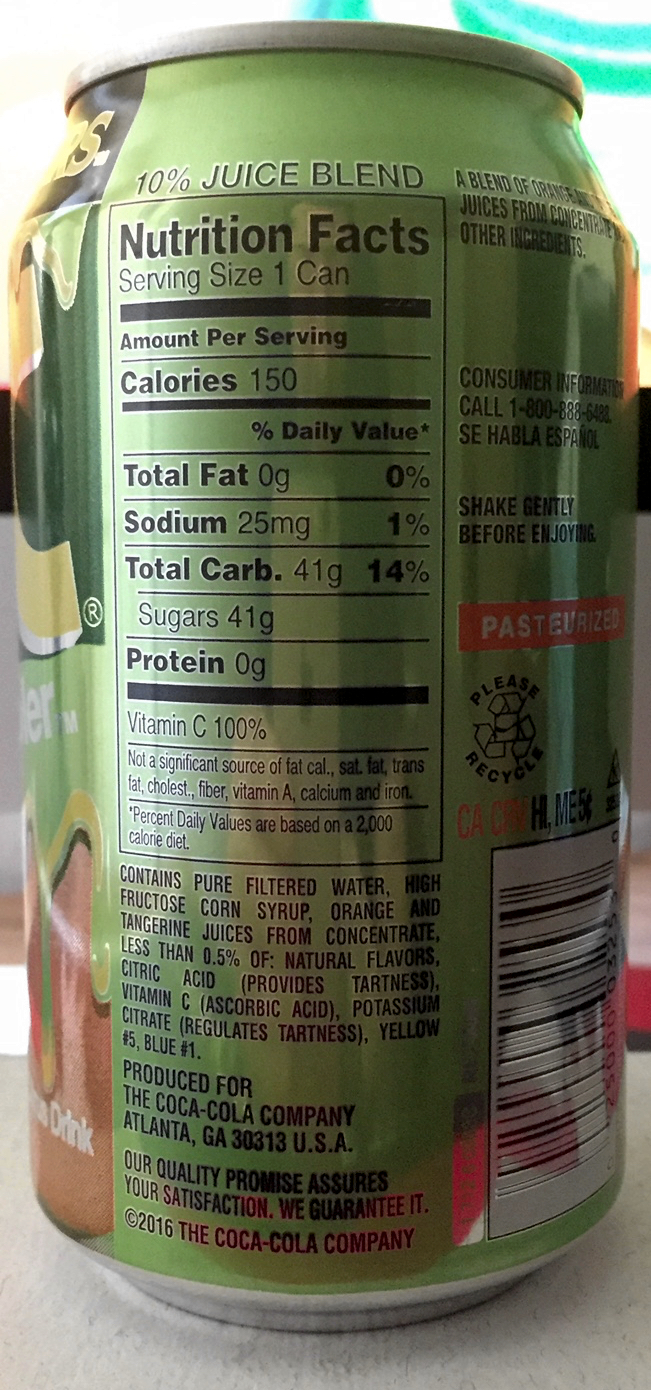 RS.
10% JUICE BLEND
Nutrition Facts
Serving Size 1 Can
Amount Per Serving
Calories 150
% Daily Value*
Total Fat 0g 0%
Sodium 25mg 1%
Total Carb. 41g 14%
Sugars 41g
Protein 0g
Vitamin C 100%
Not a significant source of fat cal., sat. fat, trans
fat, cholest., fiber, vitamin A, calcium and iron.
*Percent Daily Values are based on a 2,000
calorie diet.
CONTAINS PURE FILTERED WATER, HIGH
FRUCTOSE CORN SYRUP, ORANGE AND
TANGERINE JUICES FROM CONCENTRATE,
LESS THAN 0.5% OF: NATURAL FLAVORS,
CITRIC ACID (PROVIDES TARTNESS),
VITAMIN C (ASCORBIC ACID), POTASSIUM
CITRATE (REGULATES TARTNESS), YELLOW
#5, BLUE #1.
PRODUCED FOR
THE COCA-COLA COMPANY
ATLANTA, GA 30313 U.S.A.
OUR QUALITY PROMISE ASSURES
YOUR SATISFACTION. WE GUARANTEE IT.
©2016 THE COCA-COLA COMPANY
A BLEND OF ORANGE
JUICES FROM CONCENTRATE
OTHER INGREDIENTS.
CONSUMER INFORMATION
CALL 1-800-888-6488.
SE HABLA ESPAÑOL
SHAKE GENTLY
BEFORE ENJOYING.
PASTEURIZED
PLEASE
RECYCLE
CA CRV HI, ME 5¢
®
ler™
Drink